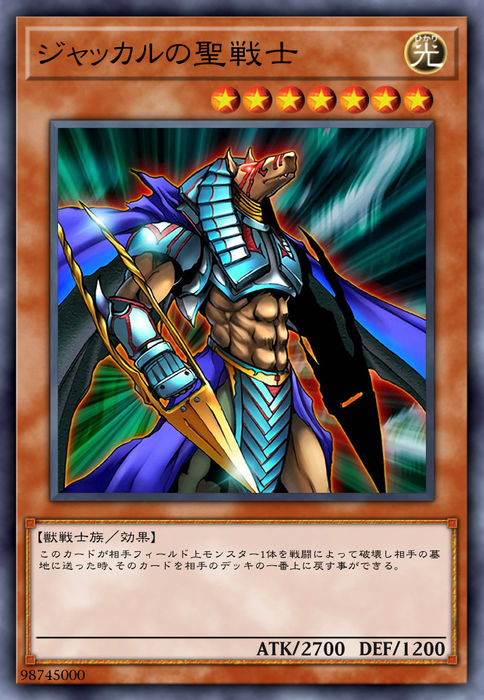 ジャッカルの聖戦士
ひかり
光
【獣戦士族／効果】
このカードが相手フィールド上モンスター1体を戦闘によって破壊し相手の墓
地に送った時、そのカードを相手のデッキの一番上に戻す事ができる。
ATK/2700 DEF/1200
98745000